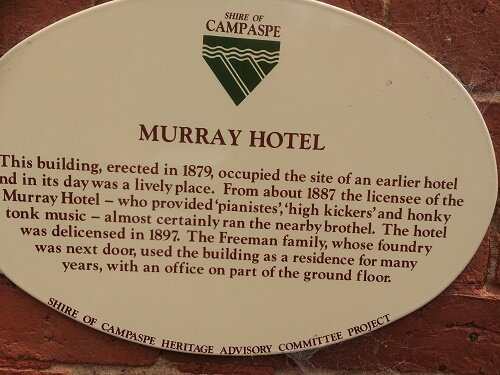 SHIRE OF
CAMPASPE
MURRAY HOTEL
This building, erected in 1879, occupied the site of an earlier hotel
nd in its day was a lively place. From about 1887 the licensee of the
Murray Hotel – who provided 'pianistes', 'high kickers' and honky
tonk music – almost certainly ran the nearby brothel. The hotel
was delicensed in 1897. The Freeman family, whose foundry
was next door, used the building as a residence for many
years, with an office on part of the ground floor.
SHIRE OF CAMPASPE HERITAGE ADVISORY COMMITTEE PROJECT